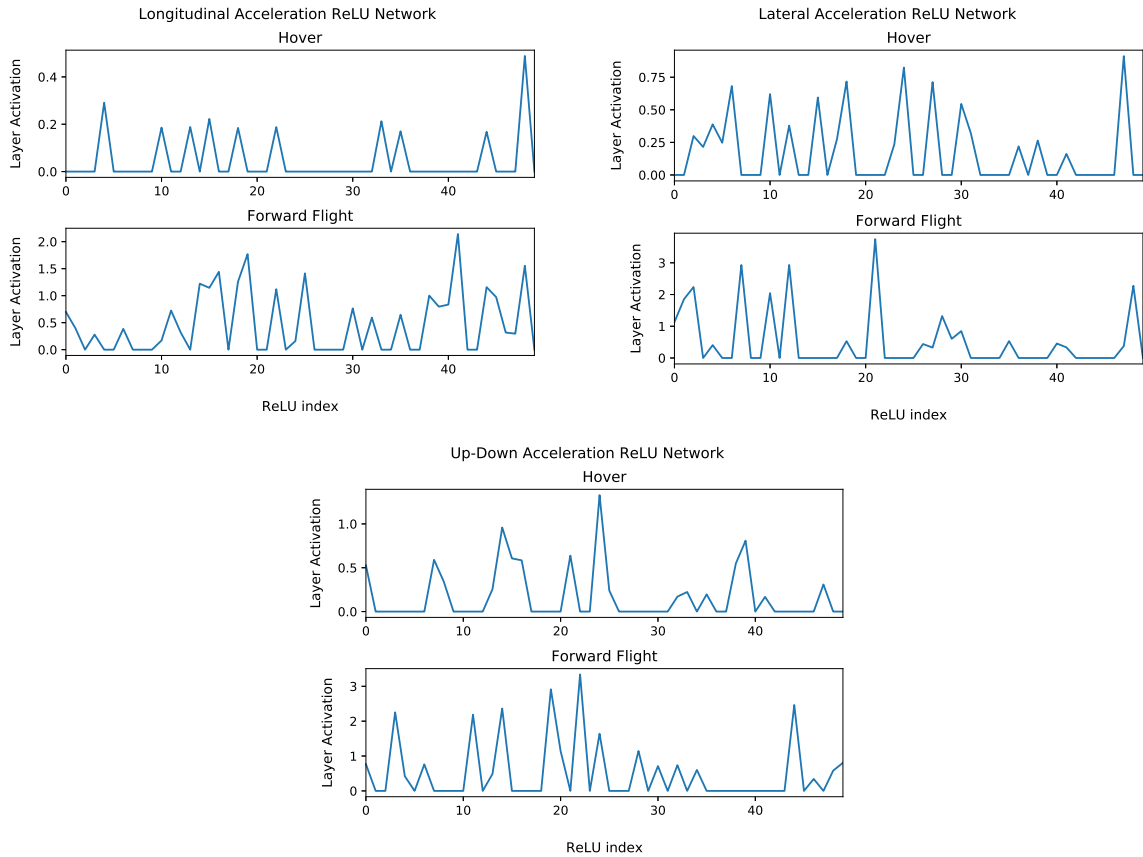 Longitudinal Acceleration ReLU Network
Hover
Layer Activation
0.4
0.2
0.0
0 10 20 30 40
Forward Flight
Layer Activation
2.0
1.5
1.0
0.5
0.0
0 10 20 30 40
ReLU index
Lateral Acceleration ReLU Network
Hover
Layer Activation
0.75
0.50
0.25
0.00
0 10 20 30 40
Forward Flight
Layer Activation
3
2
1
0
0 10 20 30 40
ReLU index
Up-Down Acceleration ReLU Network
Hover
Layer Activation
1.0
0.5
0.0
0 10 20 30 40
Forward Flight
Layer Activation
3
2
1
0
0 10 20 30 40
ReLU index